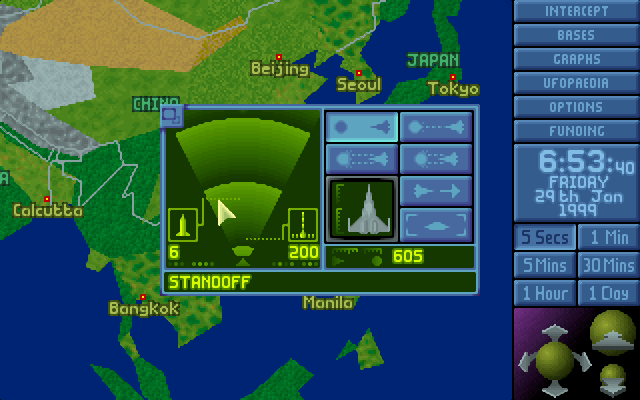 INTERCEPT
BASES
GRAPHS
UFOPAEDIA
OPTIONS
FUNDING
6:53:40
FRIDAY
29th Jan
1999
5 Secs 1 Min
5 Mins 30 Mins
1 Hour 1 Day
JAPAN
Beijing
Seoul
Tokyo
CHINA
Calcutta
6 200
605
STANDOFF
Bangkok
Manila